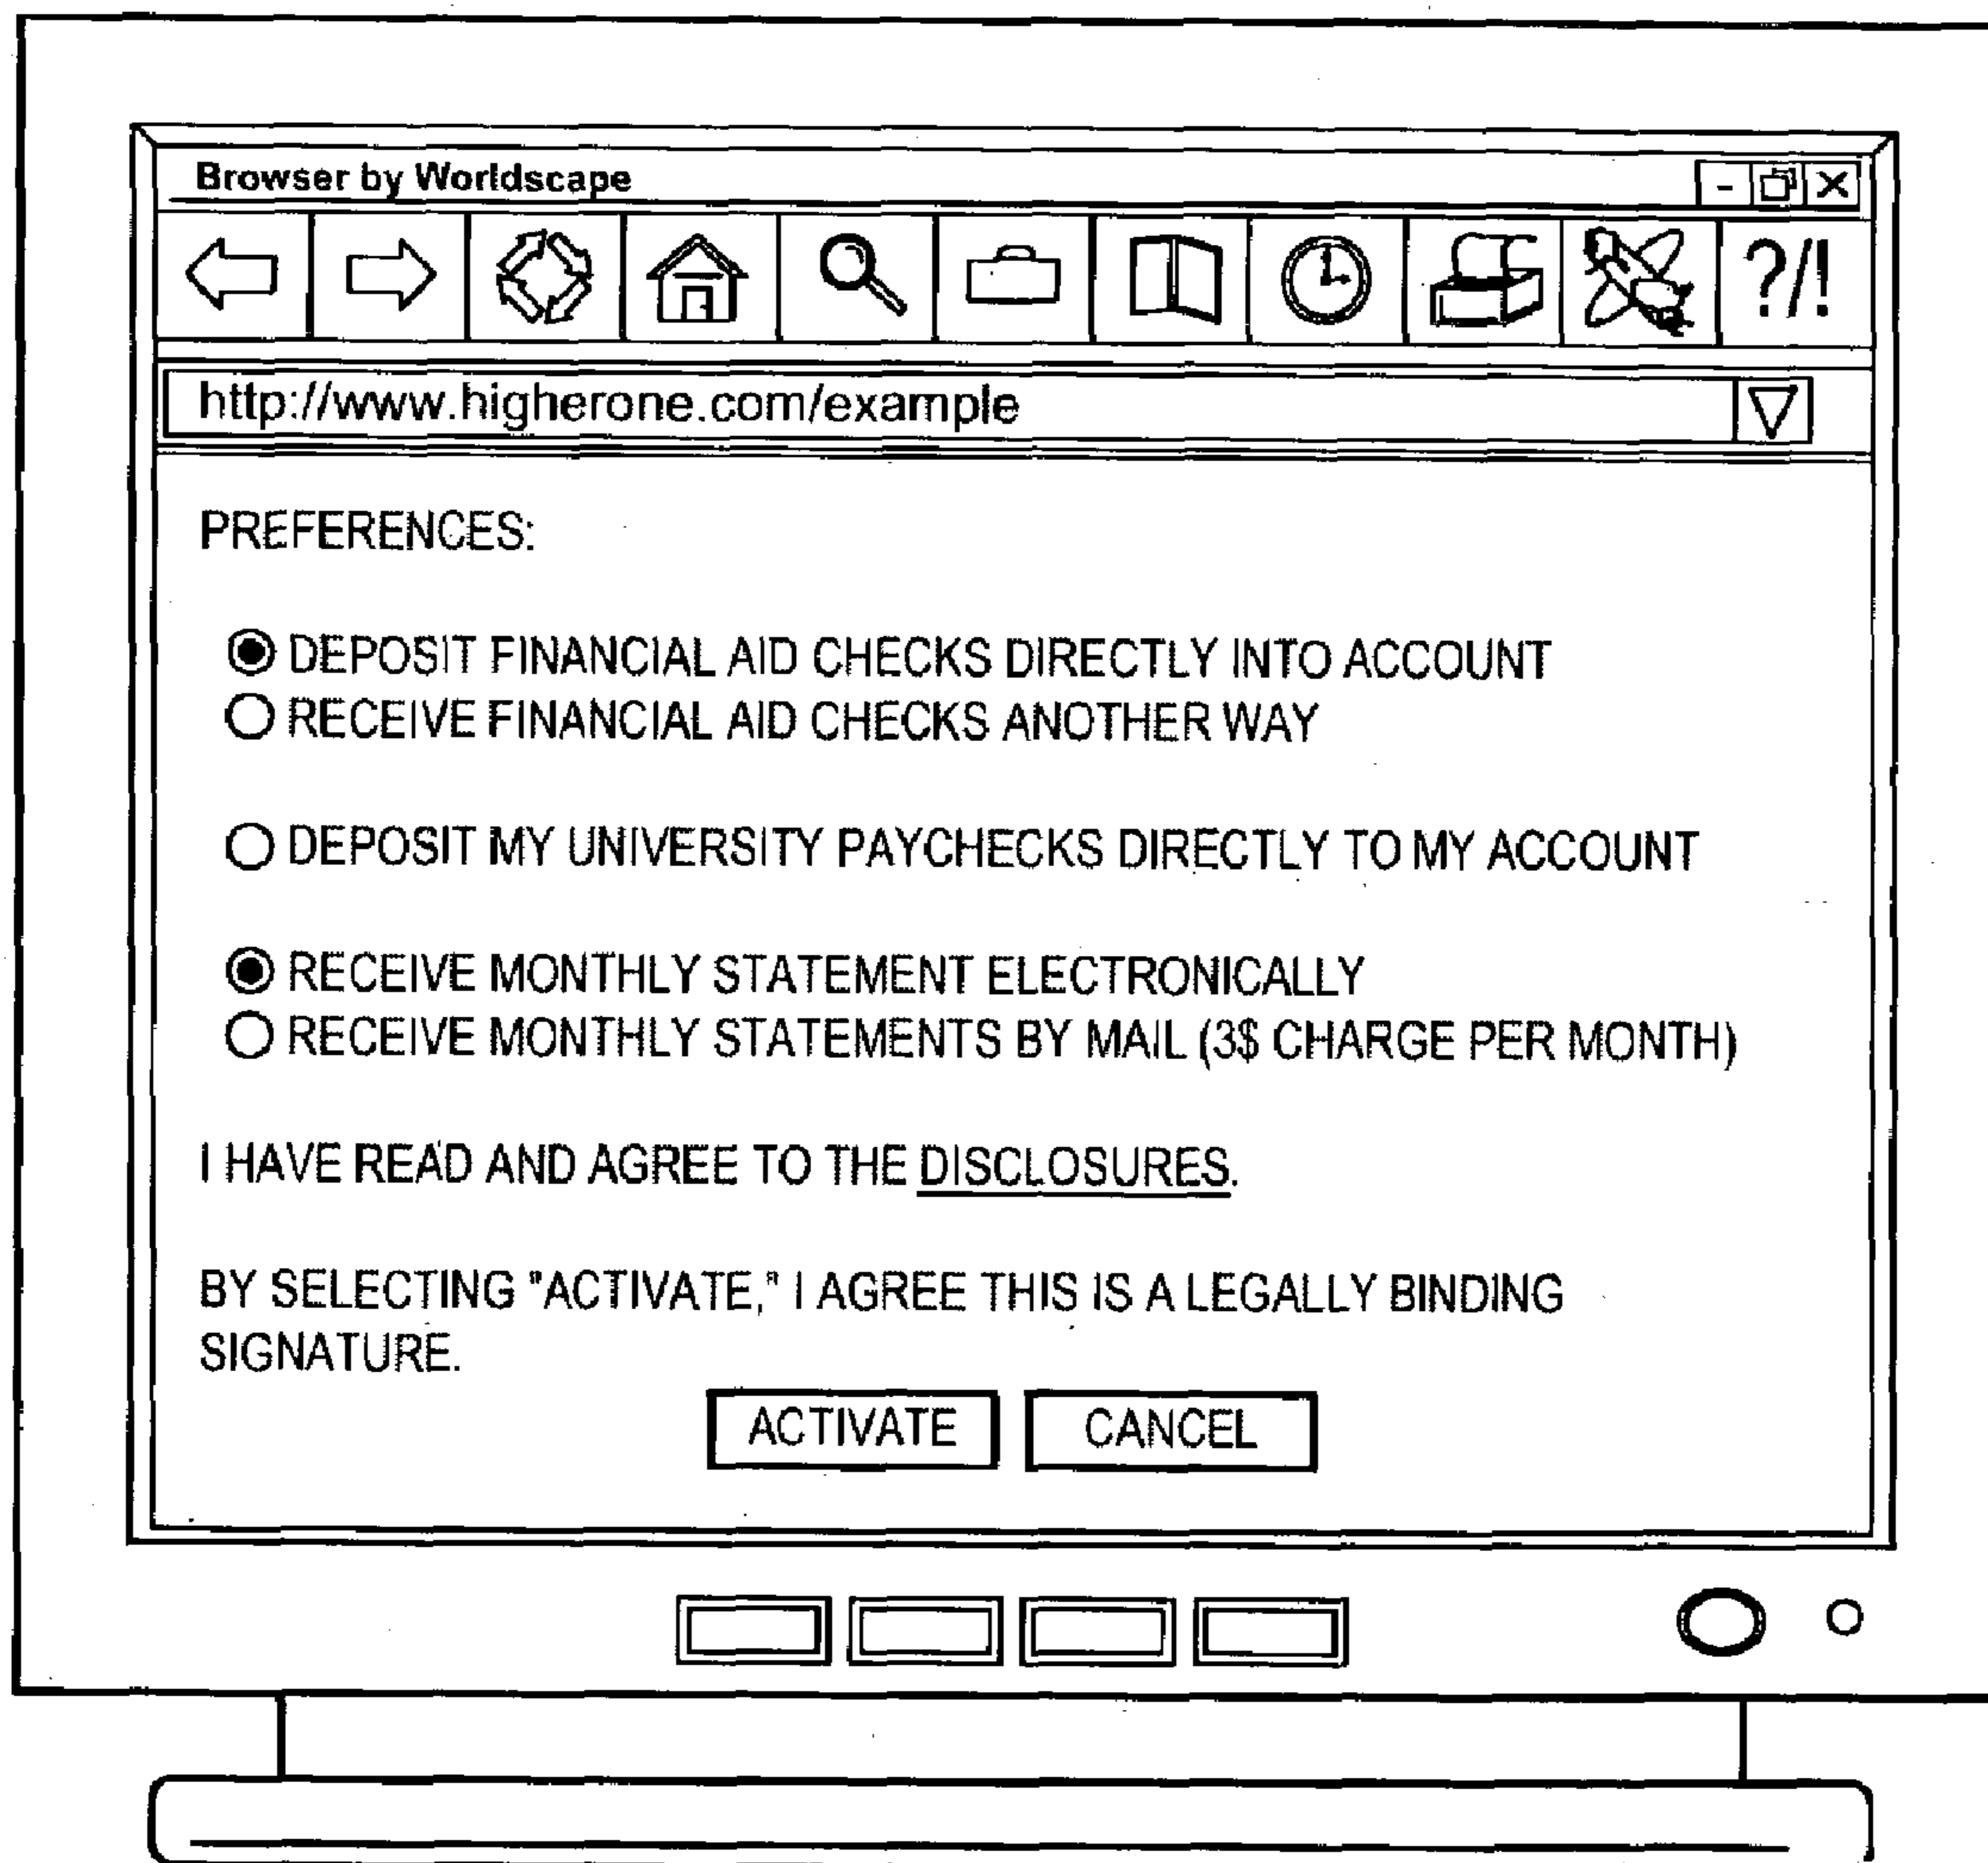 Browser by Worldscape
?/!
http://www.higherone.com/example
PREFERENCES:
DEPOSIT FINANCIAL AID CHECKS DIRECTLY INTO ACCOUNT
RECEIVE FINANCIAL AID CHECKS ANOTHER WAY
DEPOSIT MY UNIVERSITY PAYCHECKS DIRECTLY TO MY ACCOUNT
RECEIVE MONTHLY STATEMENT ELECTRONICALLY
RECEIVE MONTHLY STATEMENTS BY MAIL (3$ CHARGE PER MONTH)
I HAVE READ AND AGREE TO THE DISCLOSURES.
BY SELECTING "ACTIVATE," I AGREE THIS IS A LEGALLY BINDING
SIGNATURE.
ACTIVATE CANCEL